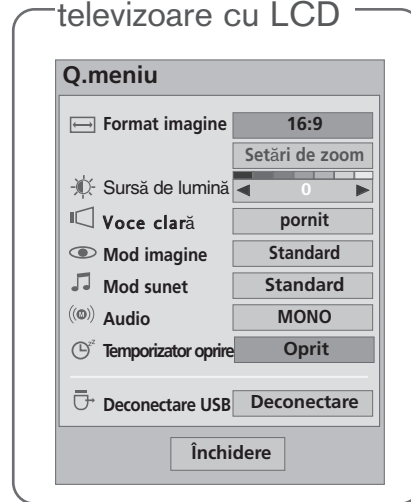 televizoare cu LCD
Q.meniu
Format imagine 16:9
Setări de zoom
Sursă de lumină ◀ 0 ▶
Voce clară pornit
Mod imagine Standard
Mod sunet Standard
Audio MONO
Temporizator oprire Oprit
Deconectare USB Deconectare
Închidere